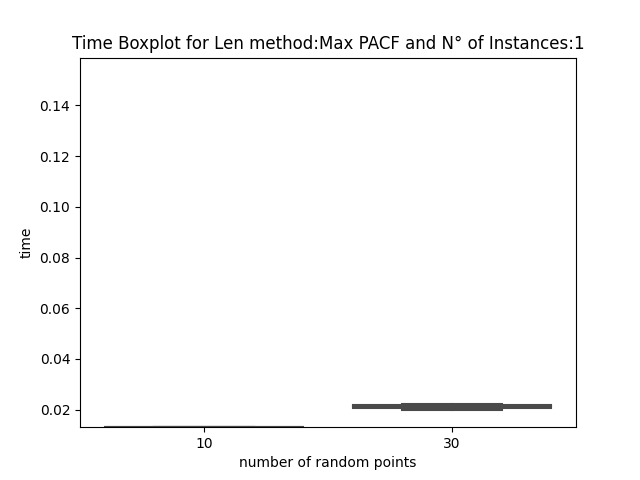 Time Boxplot for Len method:Max PACF and N° of Instances:1
0.14
0.12
0.10
0.08
0.06
0.04
0.02
time
10 30
number of random points